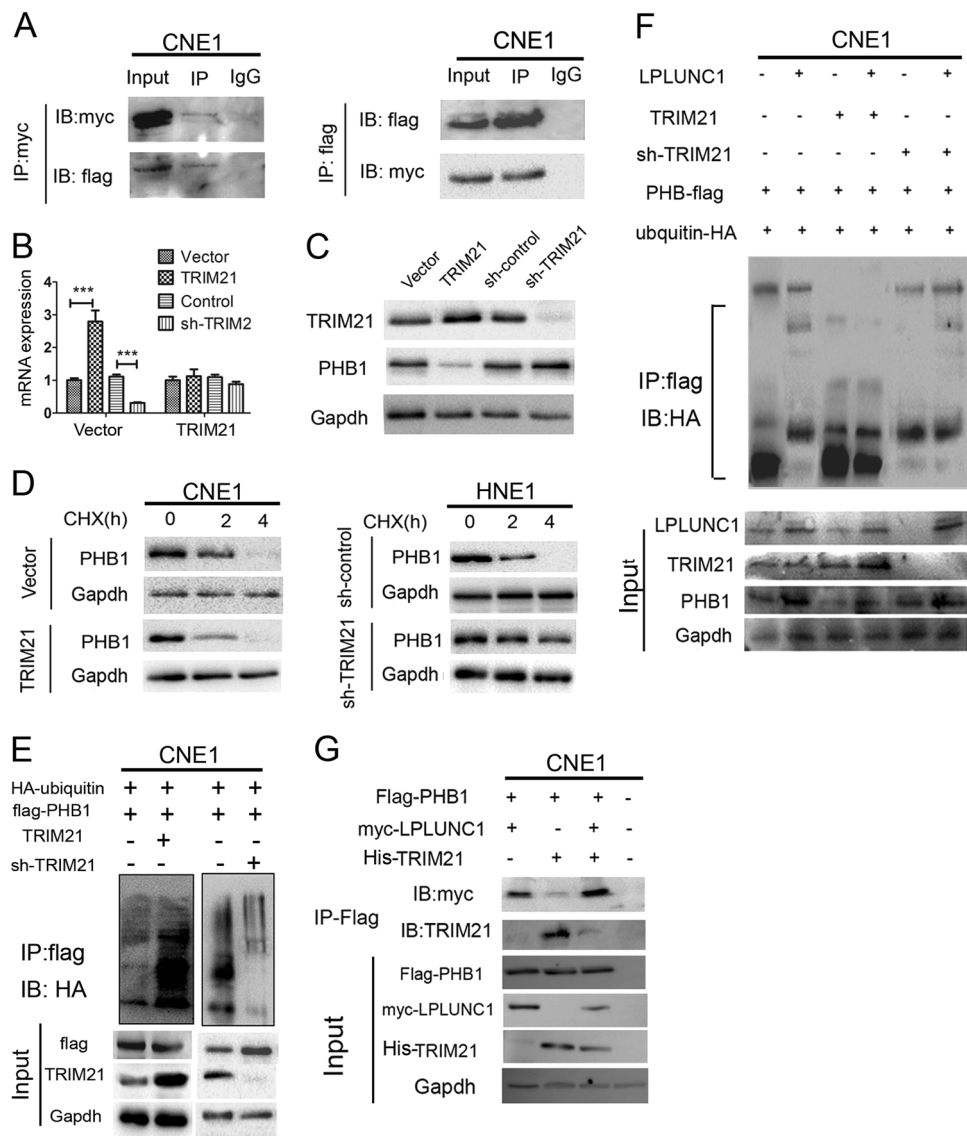 A
CNE1
Input IP IgG
IP:myc
IB:myc
IB: flag
CNE1
Input IP IgG
IP: flag
IB: flag
IB: myc
B
mRNA expression
4
3
2
1
0
***
***
Vector
TRIM21
Control
sh-TRIM2
Vector TRIM21
C
Vector TRIM21 sh-control sh-TRIM21
TRIM21
PHB1
Gapdh
D
CNE1
CHX(h) 0 2 4
Vector
PHB1
Gapdh
TRIM21
PHB1
Gapdh
HNE1
CHX(h) 0 2 4
sh-control
PHB1
Gapdh
sh-TRIM21
PHB1
Gapdh
E
CNE1
HA-ubiquitin + + + +
flag-PHB1 + + + +
TRIM21 - + - -
sh-TRIM21 - - - +
IP:flag
IB: HA
Input
flag
TRIM21
Gapdh
F
CNE1
LPLUNC1 - + - + - +
TRIM21 - - + + - -
sh-TRIM21 - - - - + +
PHB-flag + + + + + +
ubquitin-HA + + + + + +
IP:flag
IB:HA
Input
LPLUNC1
TRIM21
PHB1
Gapdh
G
CNE1
Flag-PHB1 + + + -
myc-LPLUNC1 + - + -
His-TRIM21 - + + -
IP-Flag
IB:myc
IB:TRIM21
Input
Flag-PHB1
myc-LPLUNC1
His-TRIM21
Gapdh